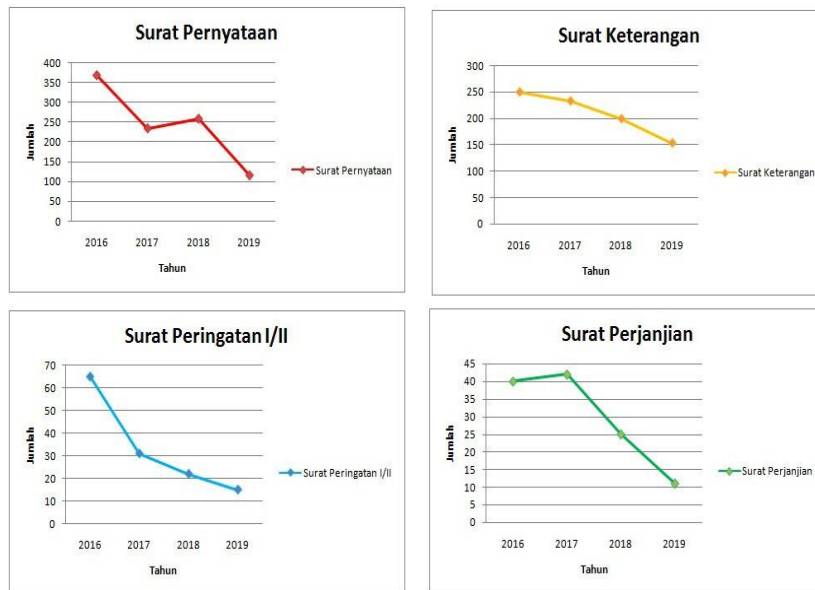 Surat Pernyataan
400
350
300
250
200
150
100
50
0
Jumlah
2016 2017 2018 2019
Tahun
Surat Pernyataan
Surat Keterangan
300
250
200
150
100
50
0
Jumlah
2016 2017 2018 2019
Tahun
Surat Keterangan
Surat Peringatan I/II
70
60
50
40
30
20
10
0
Jumlah
2016 2017 2018 2019
Tahun
Surat Peringatan I/II
Surat Perjanjian
45
40
35
30
25
20
15
10
5
0
Jumlah
2016 2017 2018 2019
Tahun
Surat Perjanjian